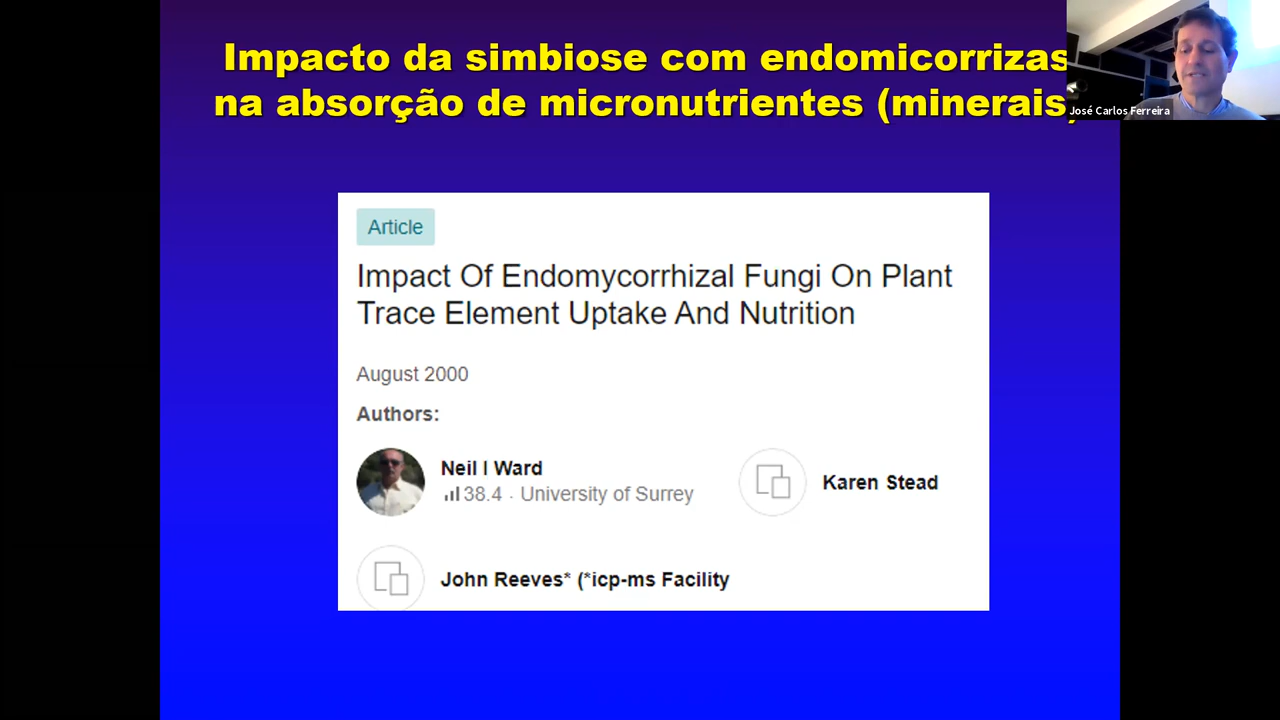 Impacto da simbiose com endomicorrizas
na absorção de micronutrientes (minerais)
José Carlos Ferreira
Article
Impact Of Endomycorrhizal Fungi On Plant
Trace Element Uptake And Nutrition
August 2000
Authors:
Neil I Ward
38.4 · University of Surrey
Karen Stead
John Reeves* (*icp-ms Facility